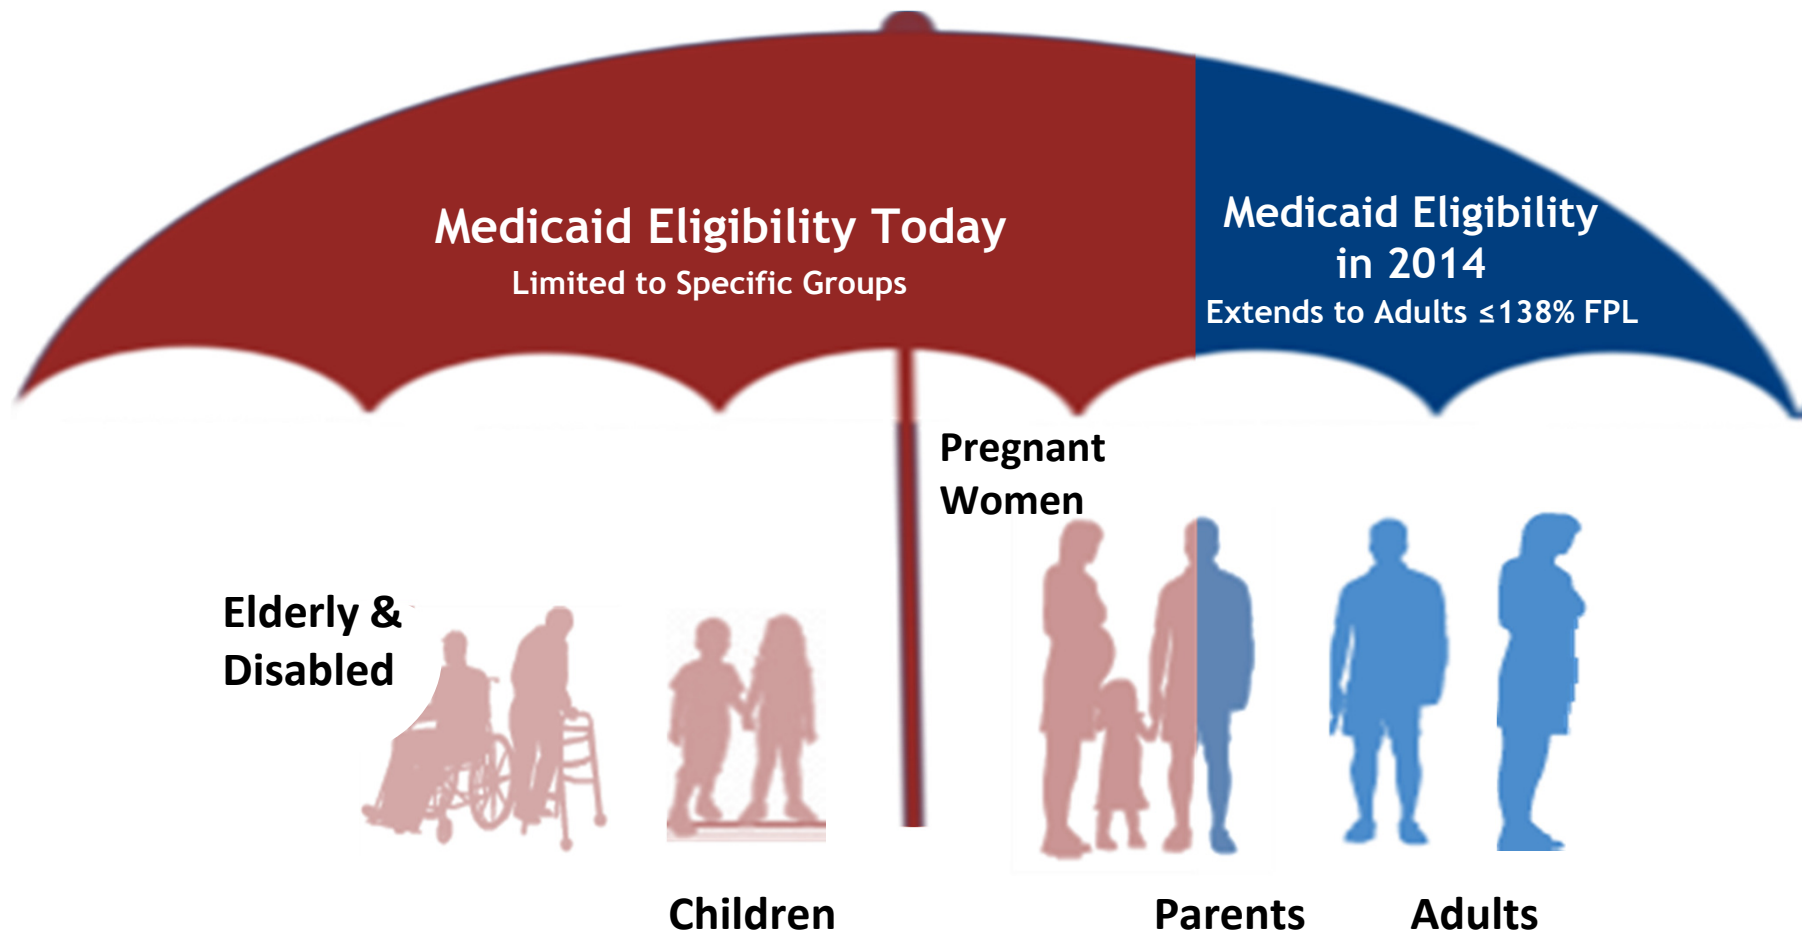 Medicaid Eligibility Today
Limited to Specific Groups
Medicaid Eligibility
in 2014
Extends to Adults ≤138% FPL
Pregnant
Women
Elderly &
Disabled
Children
Parents
Adults